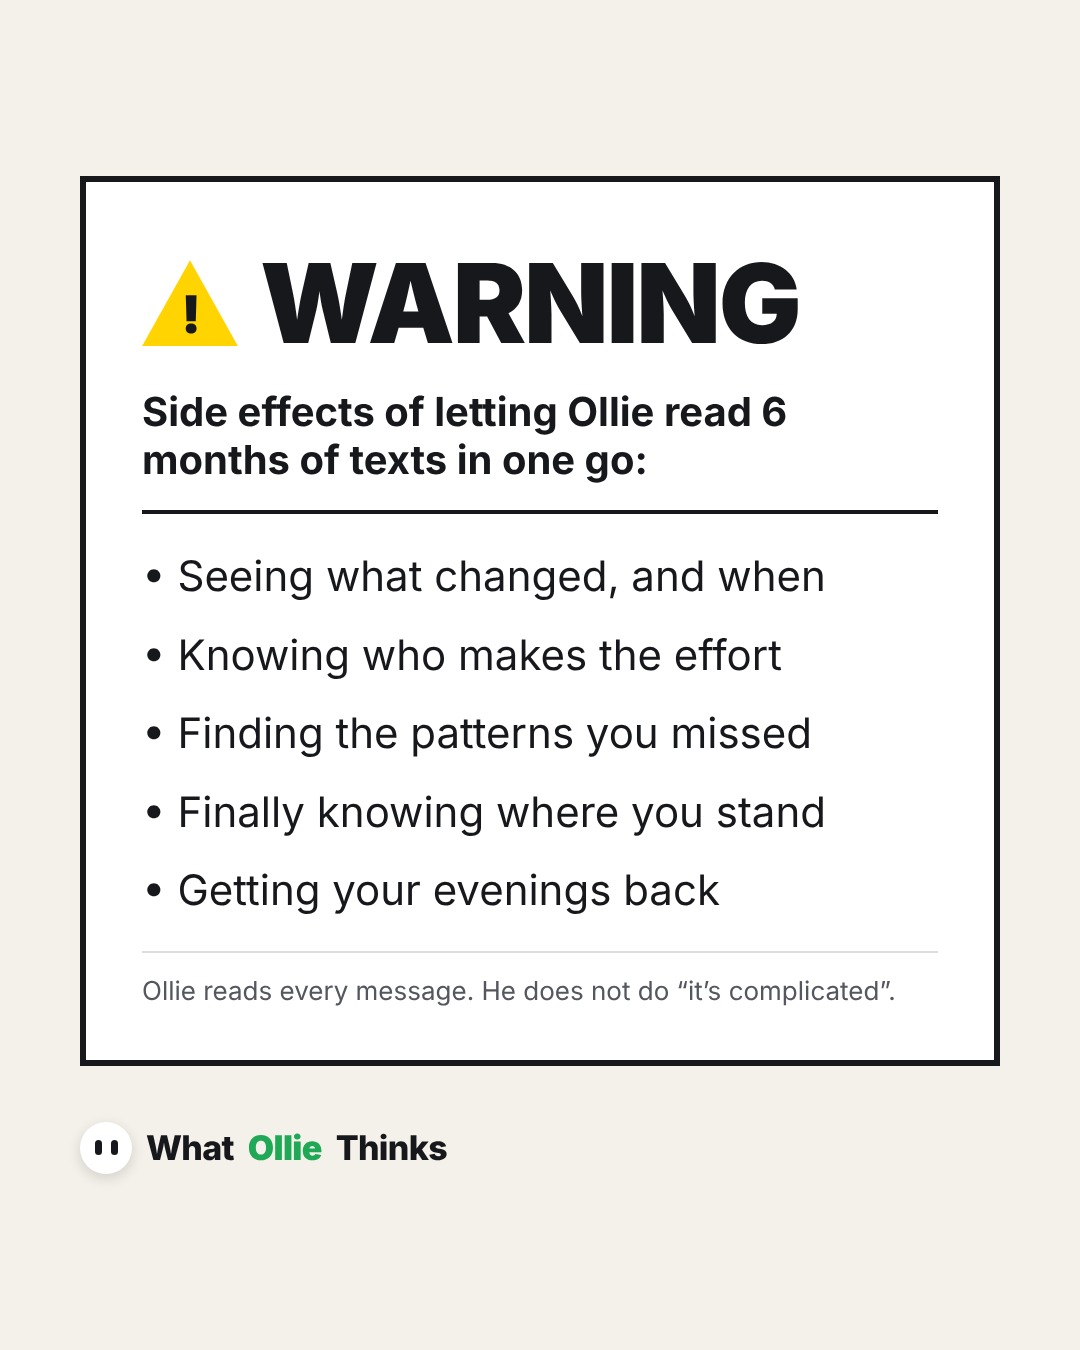 ! WARNING
Side effects of letting Ollie read 6
months of texts in one go:
• Seeing what changed, and when
• Knowing who makes the effort
• Finding the patterns you missed
• Finally knowing where you stand
• Getting your evenings back
Ollie reads every message. He does not do “it’s complicated”.
What Ollie Thinks